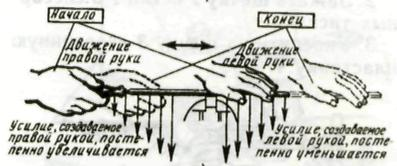 Начало
Конец
Движение
правой руки
Движение
левой руки
Усилие, создаваемое
правой рукой, посте-
пенно увеличивается
Усилие, создаваемое
левой рукой, посте-
пенно уменьшается